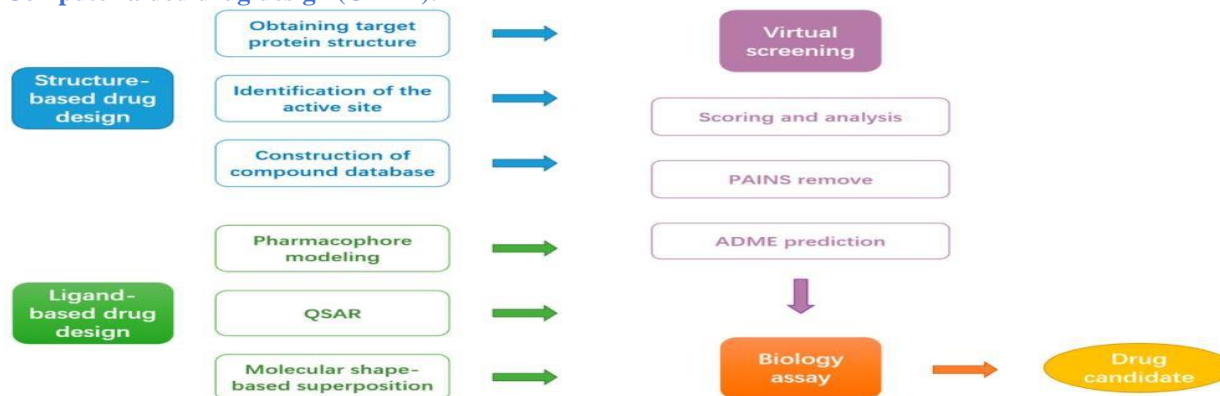 Obtaining target
protein structure
Virtual
screening
Structure-
based drug
design
Identification of the
active site
Scoring and analysis
Construction of
compound database
PAINS remove
Pharmacophore
modeling
ADME prediction
Ligand-
based drug
design
QSAR
Molecular shape-
based superposition
Biology
assay
Drug
candidate